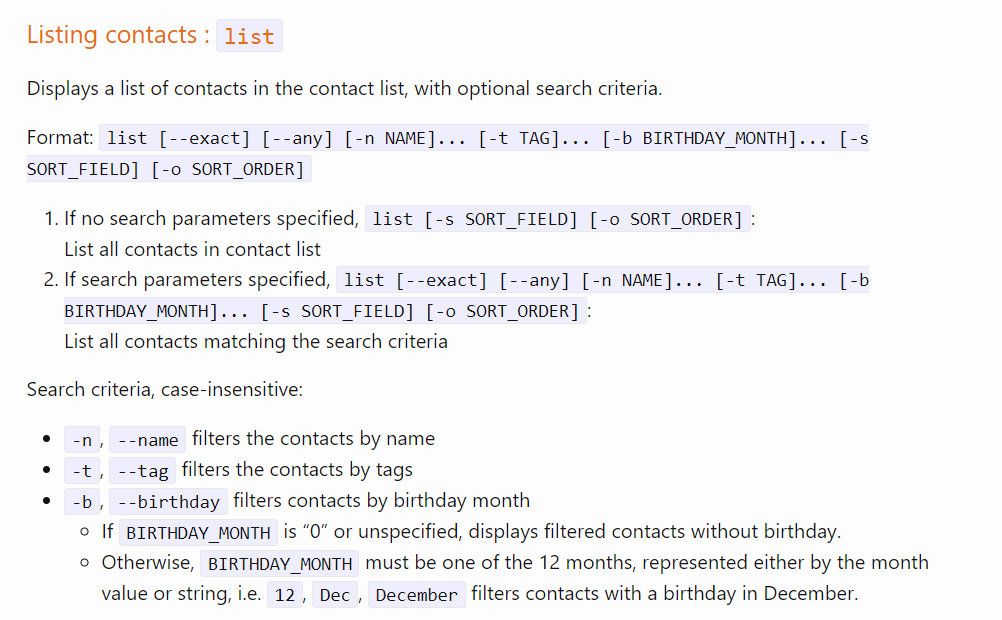 Listing contacts : list
Displays a list of contacts in the contact list, with optional search criteria.
Format: list [--exact] [--any] [-n NAME]... [-t TAG]... [-b BIRTHDAY_MONTH]... [-s
SORT_FIELD] [-o SORT_ORDER]
1. If no search parameters specified, list [-s SORT_FIELD] [-o SORT_ORDER]:
List all contacts in contact list
2. If search parameters specified, list [--exact] [--any] [-n NAME]... [-t TAG]... [-b
BIRTHDAY_MONTH]... [-s SORT_FIELD] [-o SORT_ORDER]:
List all contacts matching the search criteria
Search criteria, case-insensitive:
• -n, --name filters the contacts by name
• -t, --tag filters the contacts by tags
• -b, --birthday filters contacts by birthday month
◦ If BIRTHDAY_MONTH is “0” or unspecified, displays filtered contacts without birthday.
◦ Otherwise, BIRTHDAY_MONTH must be one of the 12 months, represented either by the month
value or string, i.e. 12, Dec, December filters contacts with a birthday in December.